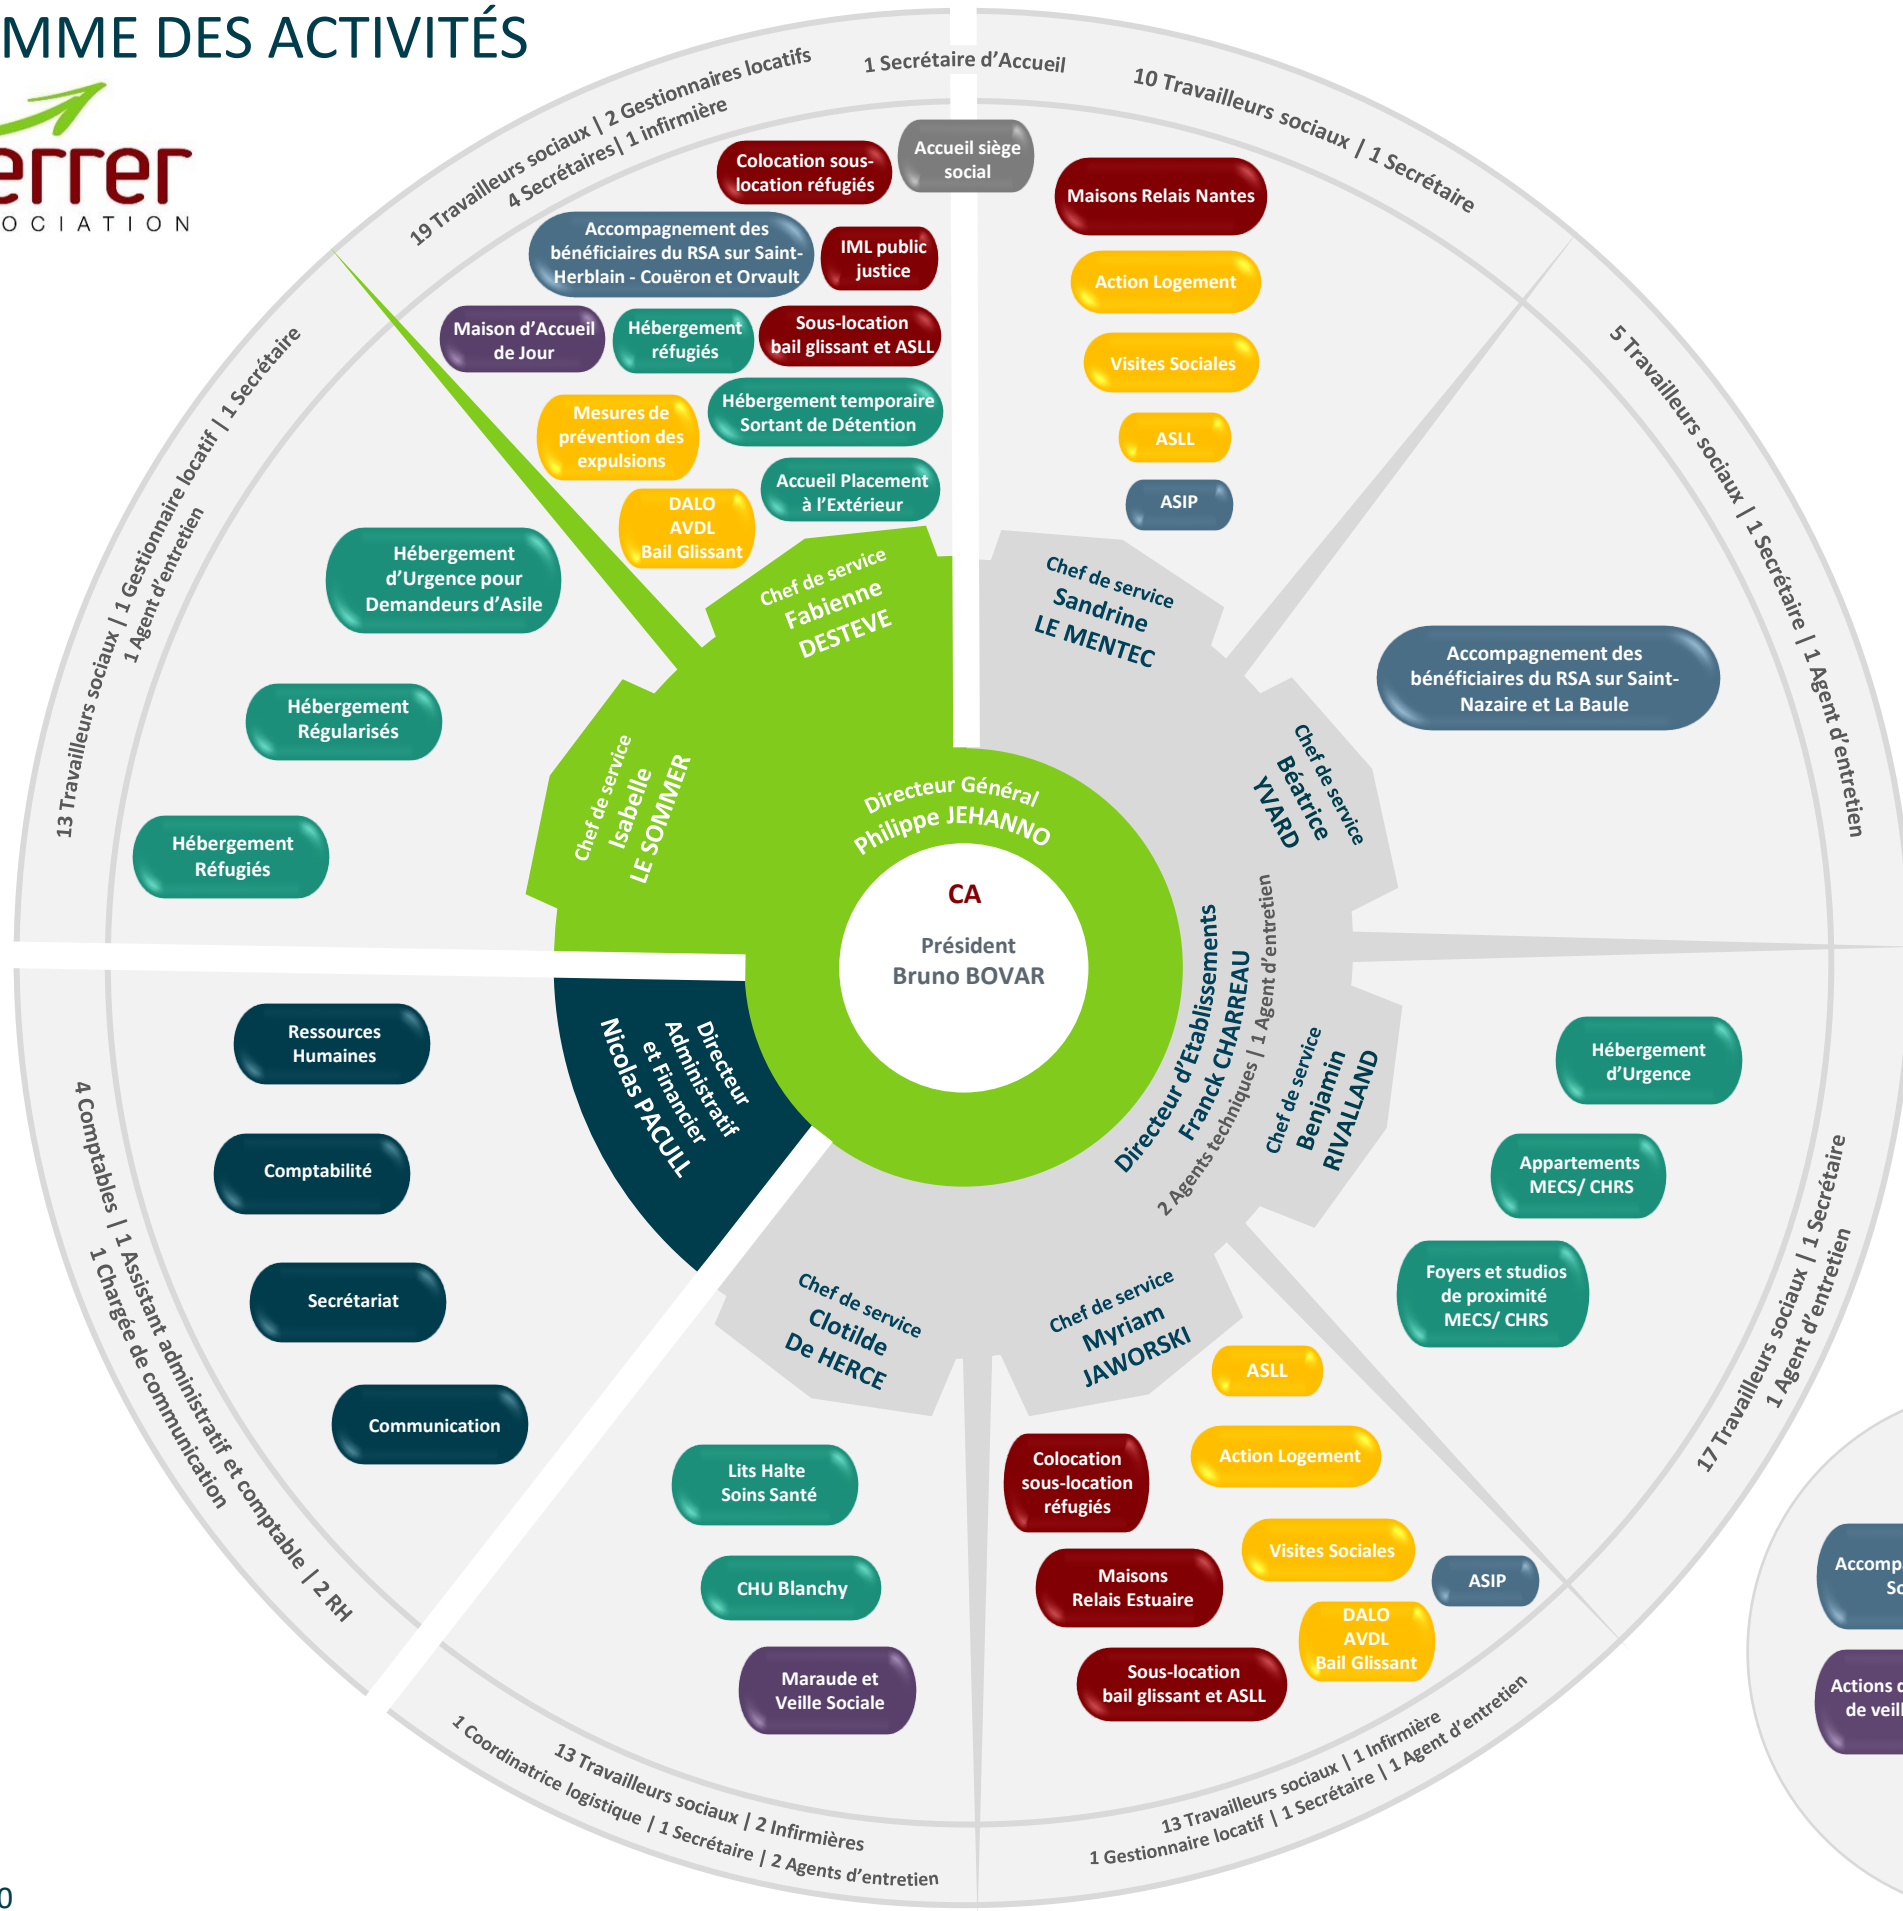 MME DES ACTIVITÉS
errer
OCIATION
1 Secrétaire d’Accueil
Accueil siège
social
19 Travailleurs sociaux | 2 Gestionnaires locatifs
4 Secrétaires| 1 infirmière
Colocation sous-
location réfugiés
Accompagnement des
bénéficiaires du RSA sur Saint-
Herblain - Couëron et Orvault
IML public
justice
Maison d’Accueil
de Jour
Hébergement
réfugiés
Sous-location
bail glissant et ASLL
Mesures de
prévention des
expulsions
Hébergement temporaire
Sortant de Détention
DALO
AVDL
Bail Glissant
Accueil Placement
à l’Extérieur
Chef de service
Fabienne
DESTEVE
10 Travailleurs sociaux | 1 Secrétaire
Maisons Relais Nantes
Action Logement
Visites Sociales
ASLL
ASIP
Chef de service
Sandrine
LE MENTEC
5 Travailleurs sociaux | 1 Secrétaire | 1 Agent d’entretien
Accompagnement des
bénéficiaires du RSA sur Saint-
Nazaire et La Baule
Chef de service
Béatrice
YVARD
13 Travailleurs sociaux | 1 Gestionnaire locatif | 1 Secrétaire
1 Agent d’entretien
Hébergement
d’Urgence pour
Demandeurs d’Asile
Hébergement
Régularisés
Hébergement
Réfugiés
Chef de service
Isabelle
LE SOMMER
Directeur Général
Philippe JEHANNO
CA
Président
Bruno BOVAR
Directeur d’Etablissements
Franck CHARREAU
2 Agents techniques | 1 Agent d’entretien
Chef de service
Benjamin
RIVALLAND
Hébergement
d’Urgence
Appartements
MECS/ CHRS
Foyers et studios
de proximité
MECS/ CHRS
17 Travailleurs sociaux | 1 Secrétaire
1 Agent d’entretien
Directeur
Administratif
et Financier
Nicolas PACULL
Ressources
Humaines
Comptabilité
Secrétariat
Communication
4 Comptables | 1 Assistant administratif et comptable | 2 RH
1 Chargée de communication
Chef de service
Clotilde
De HERCE
Lits Halte
Soins Santé
CHU Blanchy
Maraude et
Veille Sociale
13 Travailleurs sociaux | 2 Infirmières
1 Coordinatrice logistique | 1 Secrétaire | 2 Agents d’entretien
Chef de service
Myriam
JAWORSKI
ASLL
Colocation
sous-location
réfugiés
Action Logement
Visites Sociales
Maisons
Relais Estuaire
ASIP
DALO
AVDL
Bail Glissant
Sous-location
bail glissant et ASLL
13 Travailleurs sociaux | 1 Infirmière
1 Gestionnaire locatif | 1 Secrétaire | 1 Agent d’entretien
Accomp
So
Actions d
de veill
0